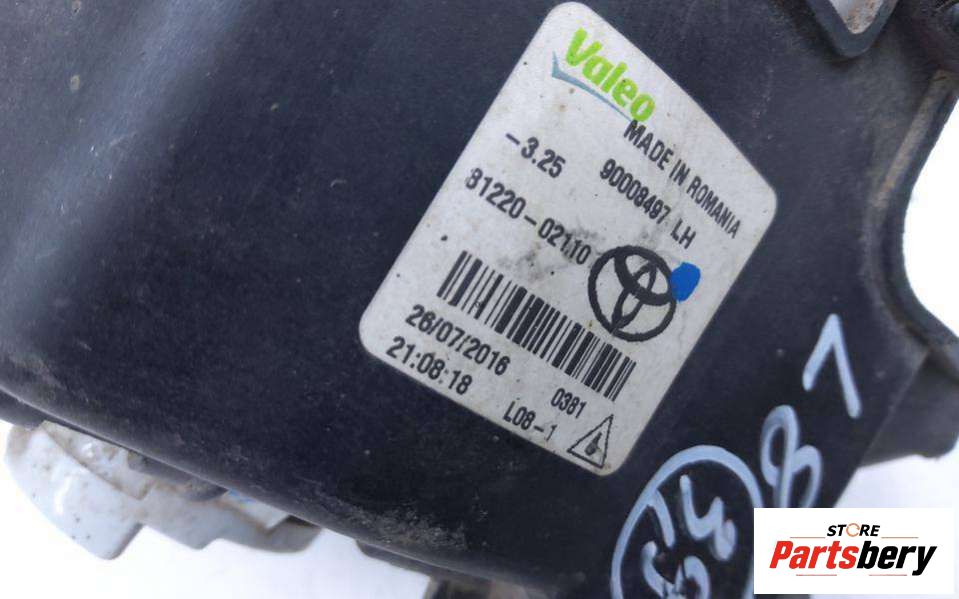 Valeo
MADE IN ROMANIA
-3.25 90008497 LH
81220-02110
26/07/2016 0381
21:08:18 L08-1
STORE
Partsbery